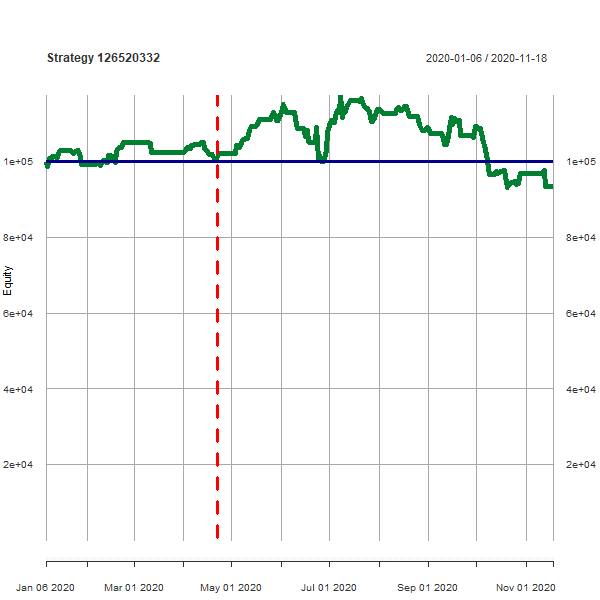 Strategy 126520332
2020-01-06 / 2020-11-18
1e+05
1e+05
8e+04
8e+04
Equity
6e+04
6e+04
4e+04
4e+04
2e+04
2e+04
Jan 06 2020
Mar 01 2020
May 01 2020
Jul 01 2020
Sep 01 2020
Nov 01 2020